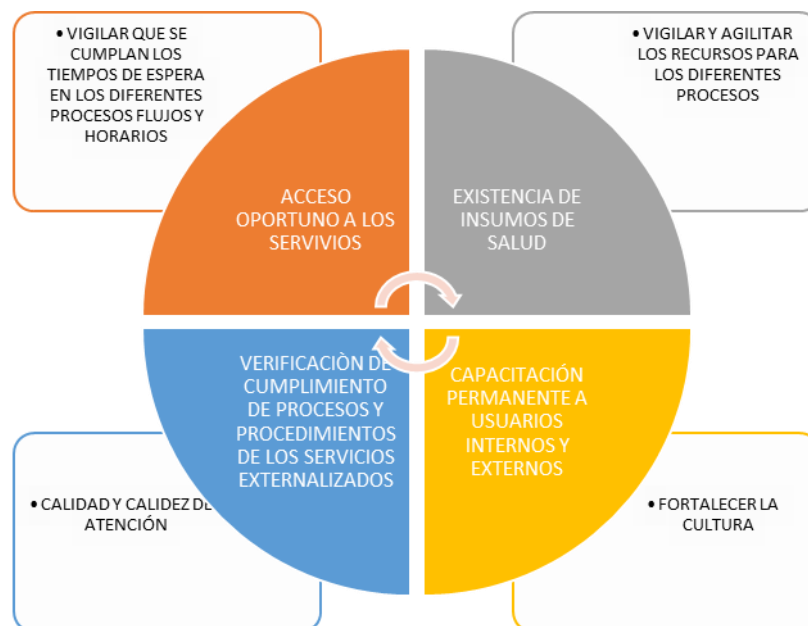 • VIGILAR QUE SE
CUMPLAN LOS
TIEMPOS DE ESPERA
EN LOS DIFERENTES
PROCESOS FLUJOS Y
HORARIOS
• VIGILAR Y AGILITAR
LOS RECURSOS PARA
LOS DIFERENTES
PROCESOS
ACCESO
OPORTUNO A LOS
SERVIVIOS
EXISTENCIA DE
INSUMOS DE
SALUD
VERIFICACIÒN DE
CUMPLIMIENTO
DE PROCESOS Y
PROCEDIMIENTOS
DE LOS SERVICIOS
EXTERNALIZADOS
CAPACITACIÓN
PERMANENTE A
USUARIOS
INTERNOS Y
EXTERNOS
• CALIDAD Y CALIDEZ DE
ATENCIÓN
• FORTALECER LA
CULTURA